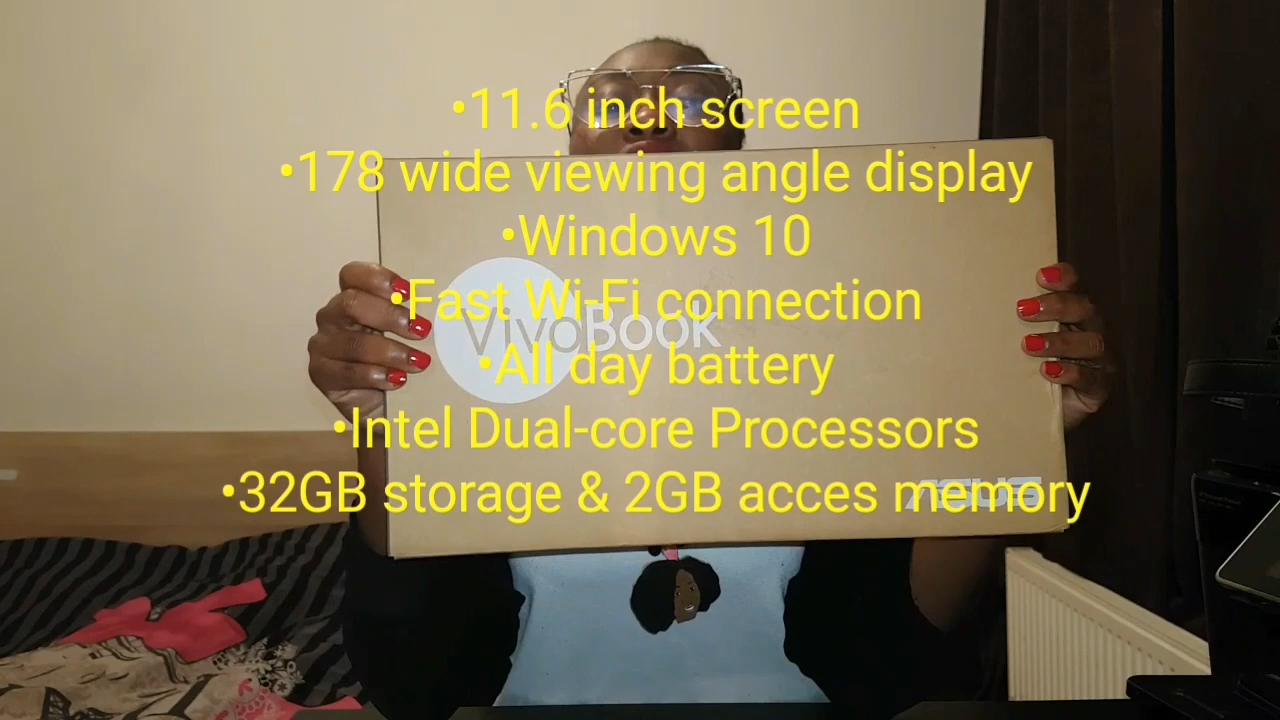 •11.6 inch screen
•178 wide viewing angle display
•Windows 10
•Fast Wi-Fi connection
VivoBook
•All day battery
•Intel Dual-core Processors
•32GB storage & 2GB acces memory
ASUS